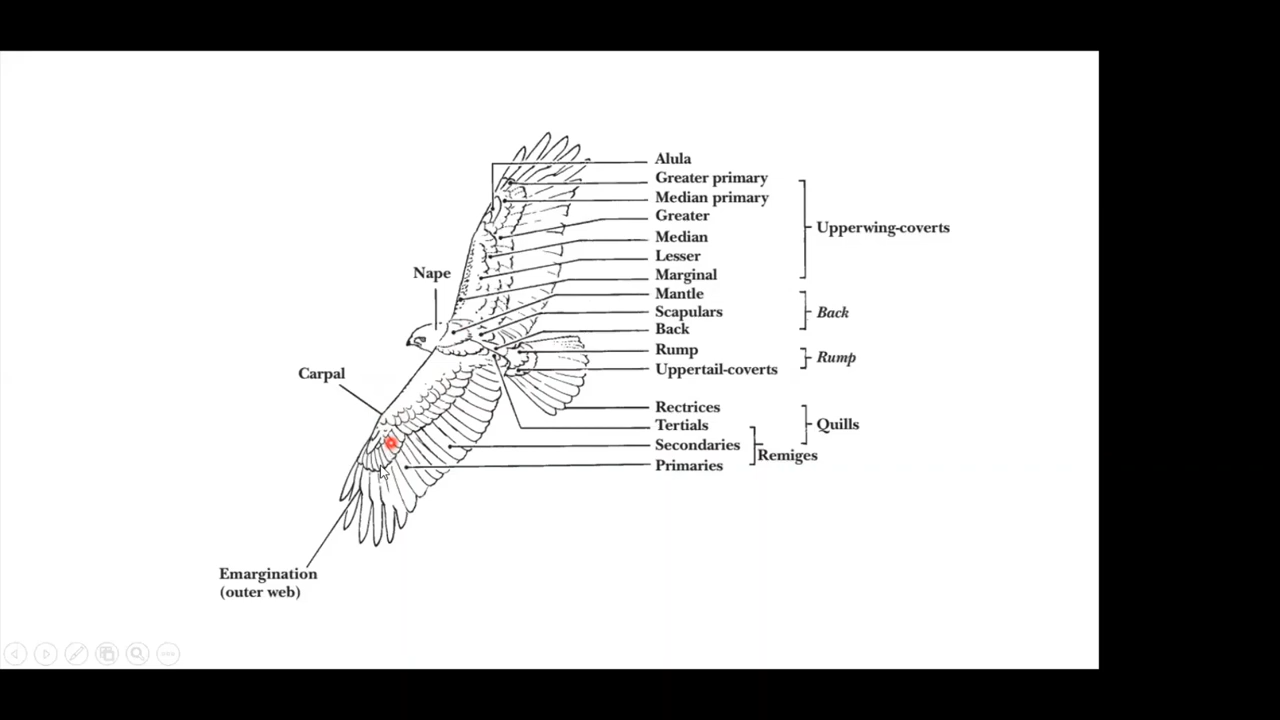 Alula
Greater primary
Median primary
Greater
Median
Lesser
Marginal
Upperwing-coverts
Nape
Mantle
Scapulars
Back
Back
Rump
Uppertail-coverts
Rump
Carpal
Rectrices
Tertials
Quills
Secondaries
Primaries
Remiges
Emargination
(outer web)